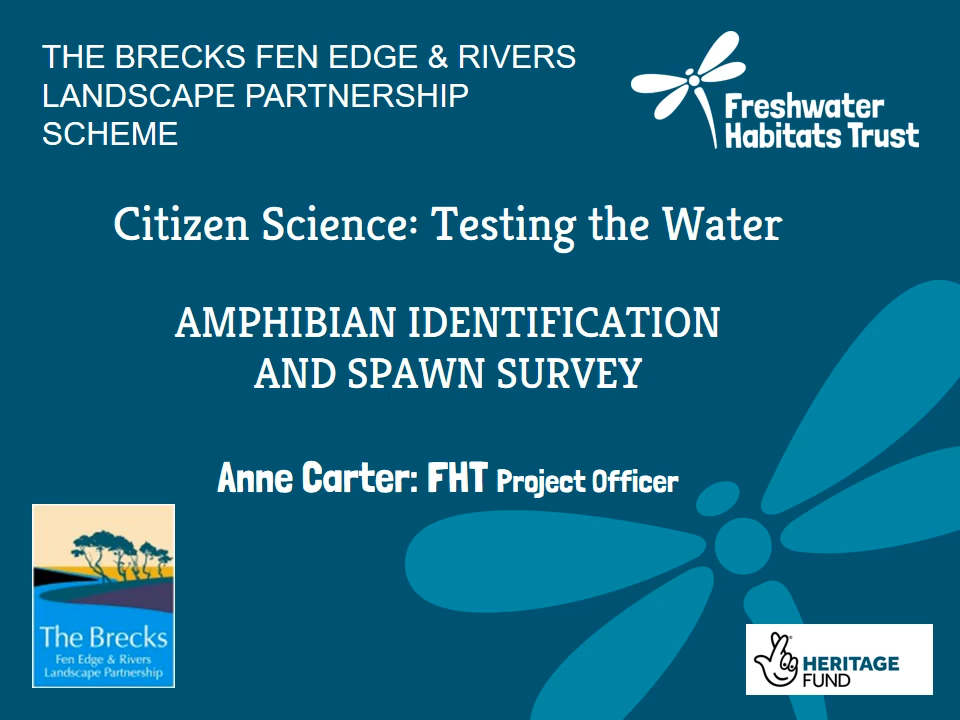 THE BRECKS FEN EDGE & RIVERS
LANDSCAPE PARTNERSHIP
SCHEME
Freshwater
Habitats Trust
Citizen Science: Testing the Water
AMPHIBIAN IDENTIFICATION
AND SPAWN SURVEY
Anne Carter: FHT Project Officer
The Brecks
Fen Edge & Rivers
Landscape Partnership
HERITAGE
FUND